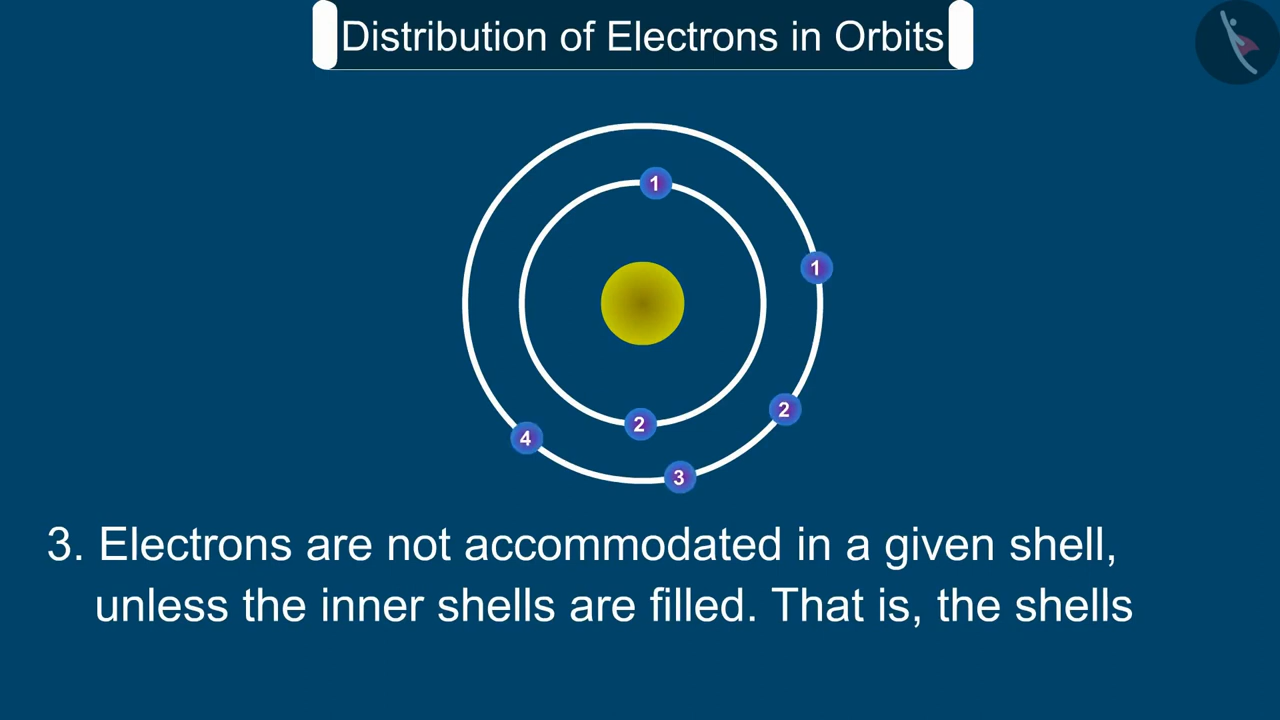 Distribution of Electrons in Orbits
1
1
2
2
4
3
3. Electrons are not accommodated in a given shell,
unless the inner shells are filled. That is, the shells